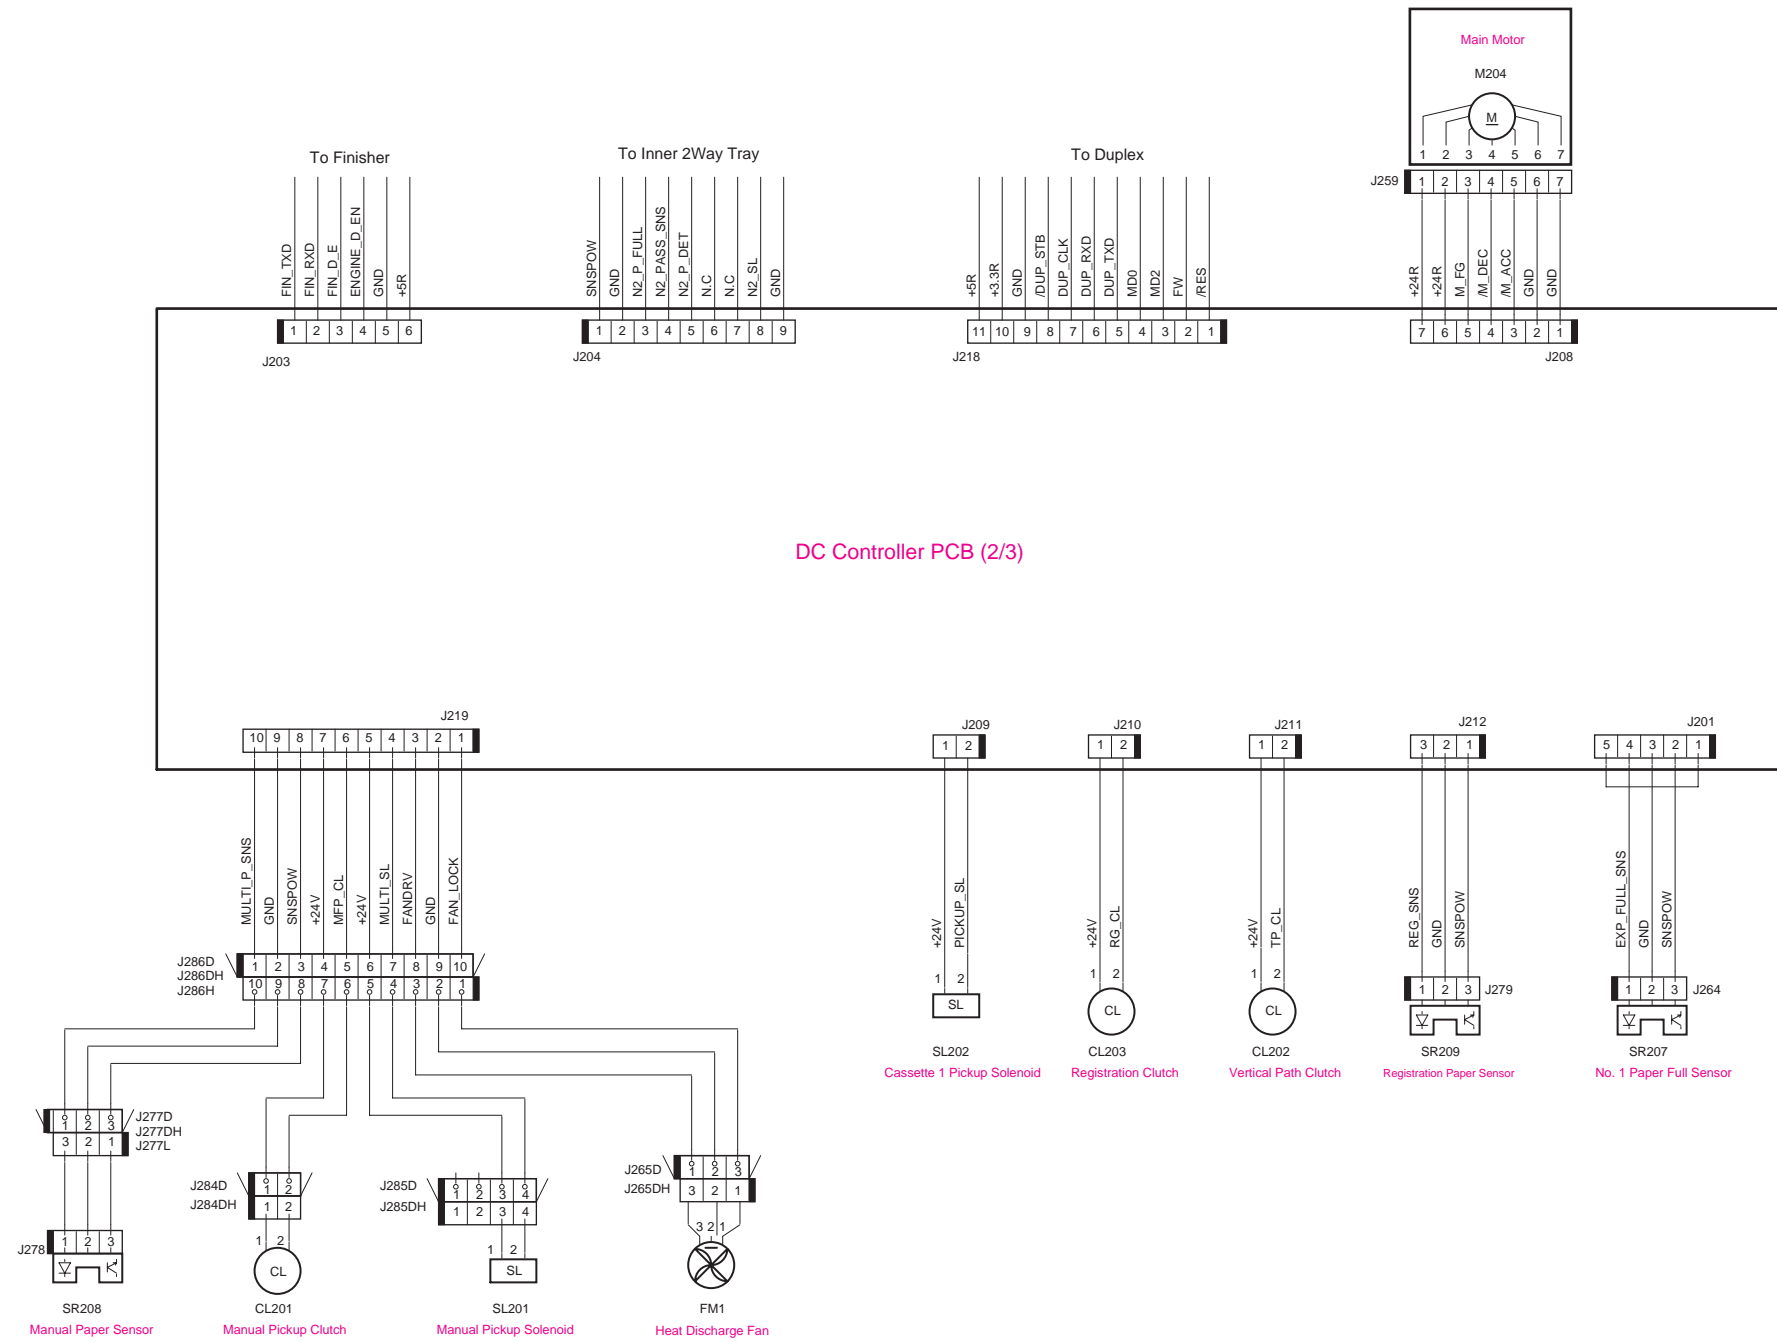 Main Motor
M204
M
1 2 3 4 5 6 7
J259
1 2 3 4 5 6 7
To Finisher
To Inner 2Way Tray
To Duplex
FIN_TXD
FIN_RXD
FIN_D_E
ENGINE_D_EN
GND
+5R
SNSPOW
GND
N2_P_FULL
N2_PASS_SNS
N2_P_DET
N.C
N.C
N2_SL
GND
+5R
+3.3R
GND
/DUP_STB
DUP_CLK
DUP_RXD
DUP_TXD
MD0
MD2
FW
/RES
+24R
+24R
M_FG
/M_DEC
/M_ACC
GND
GND
1 2 3 4 5 6
J203
1 2 3 4 5 6 7 8 9
J204
11 10 9 8 7 6 5 4 3 2 1
J218
7 6 5 4 3 2 1
J208
DC Controller PCB (2/3)
J219
10 9 8 7 6 5 4 3 2 1
J209
1 2
J210
1 2
J211
1 2
J212
3 2 1
J201
5 4 3 2 1
MULTI_P_SNS
GND
SNSPOW
+24V
MFP_CL
+24V
MULTI_SL
FANDRV
GND
FAN_LOCK
+24V
PICKUP_SL
+24V
RG_CL
+24V
TP_CL
REG_SNS
GND
SNSPOW
EXP_FULL_SNS
GND
SNSPOW
J286D
J286DH
J286H
1 2 3 4 5 6 7 8 9 10
10 9 8 7 6 5 4 3 2 1
1 2
SL
SL202
Cassette 1 Pickup Solenoid
1 2
CL
CL203
Registration Clutch
1 2
CL
CL202
Vertical Path Clutch
1 2 3
J279
SR209
Registration Paper Sensor
1 2 3
J264
SR207
No. 1 Paper Full Sensor
1 2 3
3 2 1
J277D
J277DH
J277L
J278
1 2 3
SR208
Manual Paper Sensor
J284D
J284DH
1 2
1 2
1 2
CL
CL201
Manual Pickup Clutch
J285D
J285DH
1 2 3 4
1 2 3 4
1 2
SL
SL201
Manual Pickup Solenoid
J265D
J265DH
1 2 3
3 2 1
3 2 1
FM1
Heat Discharge Fan